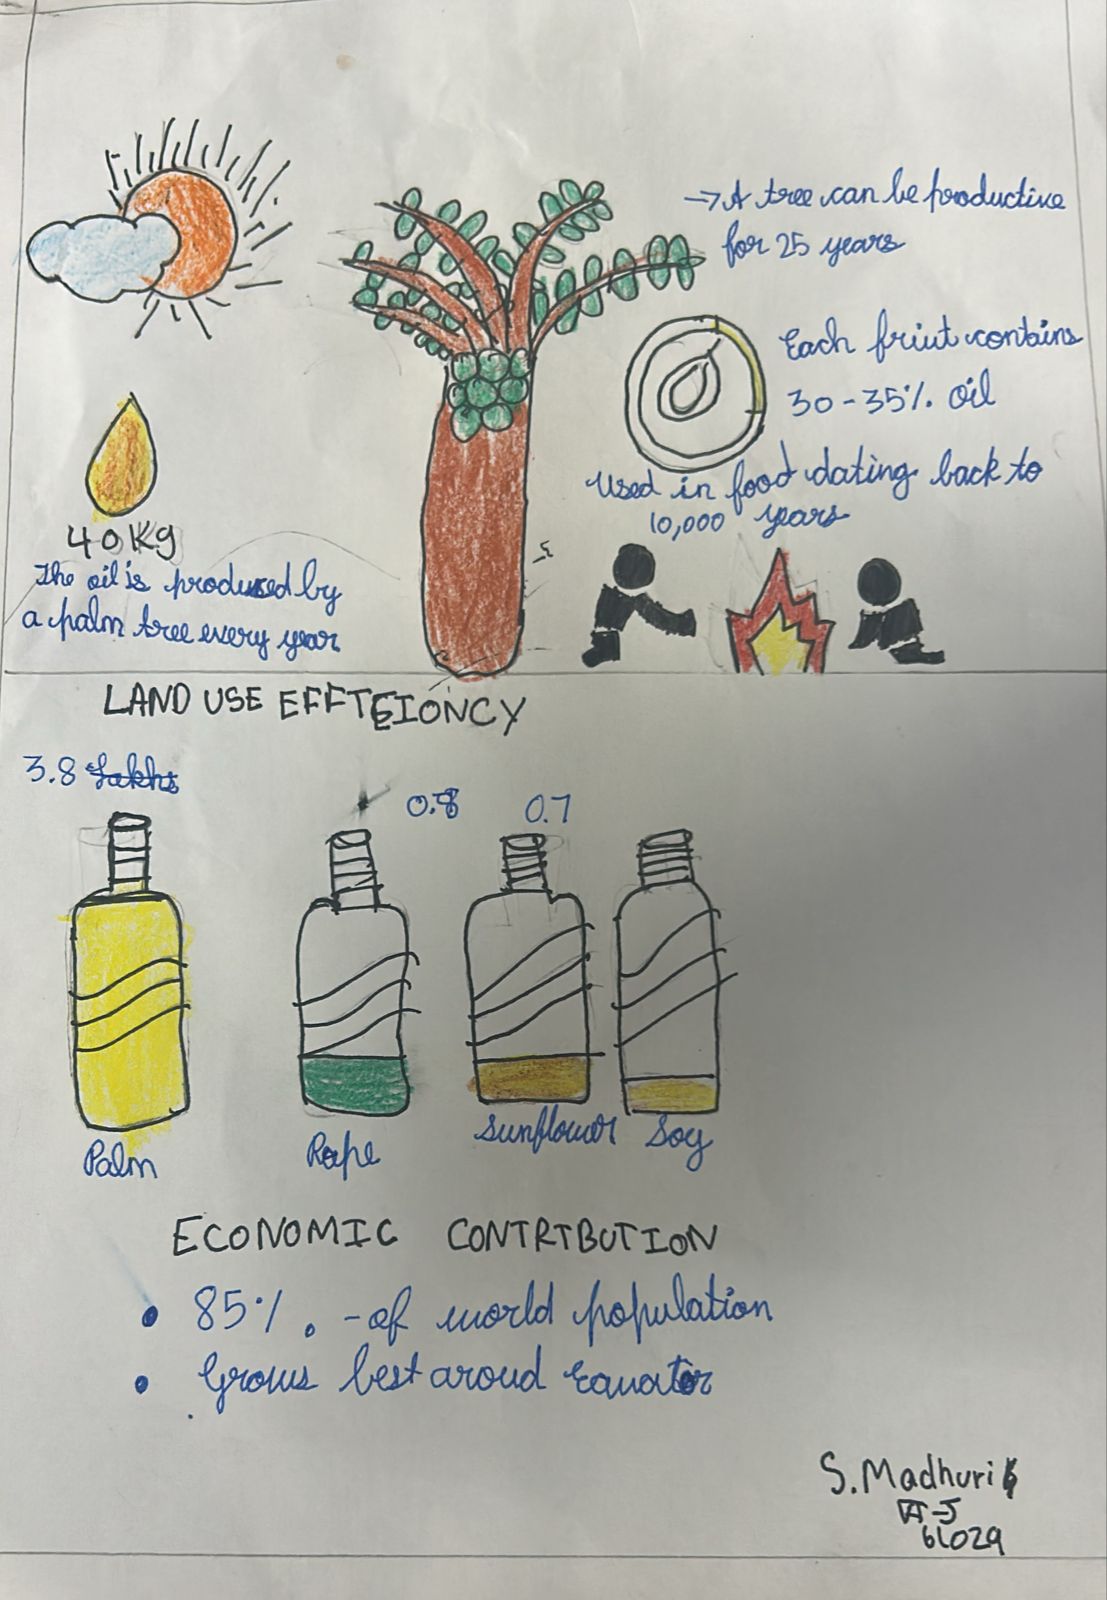 → A tree can be productive
for 25 years
Each friut contains
30-35% oil
Used in food dating back to
10,000 years
40 Kg
The oil is produced by
a palm tree every year
LAND USE EFFTEIONCY
3.8 Lakhs
0.8
0.7
Palm
Rape
Sunflower
Soy
ECONOMIC CONTRTBUTION
• 85%. - of world population
• Grows best aroud Eauator
S. Madhuri
61029